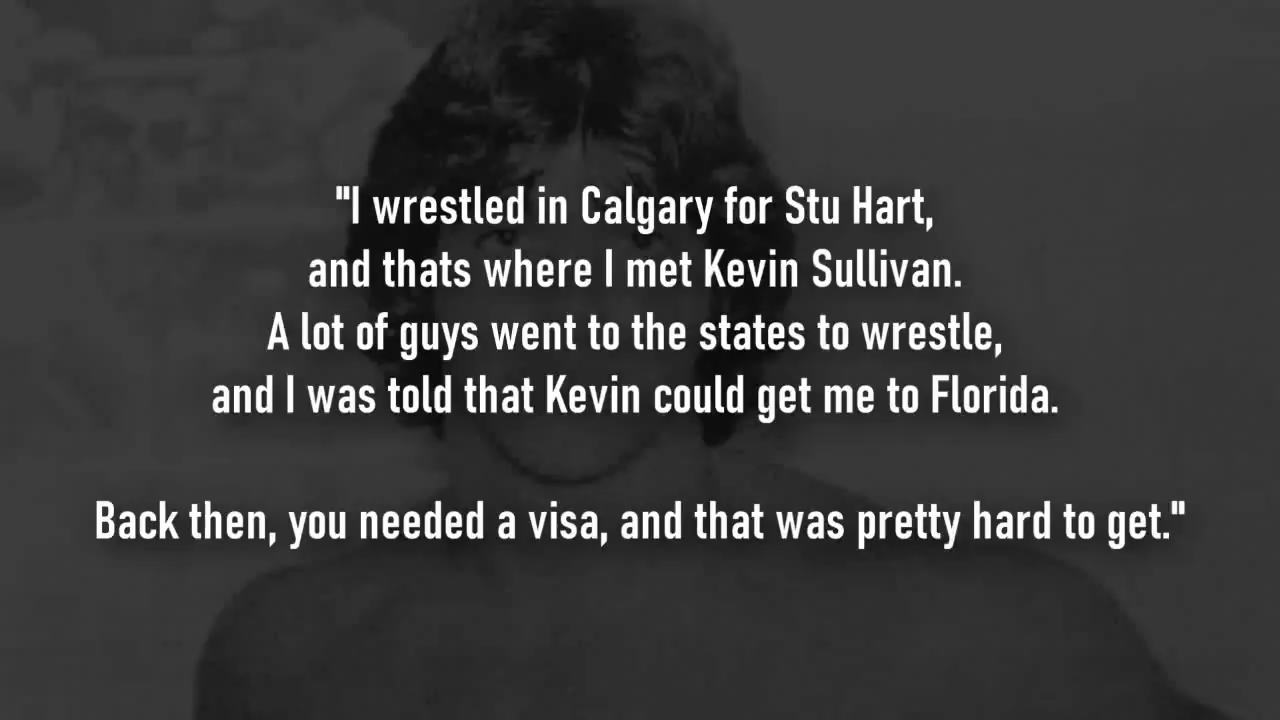 "I wrestled in Calgary for Stu Hart,
and thats where I met Kevin Sullivan.
A lot of guys went to the states to wrestle,
and I was told that Kevin could get me to Florida.
Back then, you needed a visa, and that was pretty hard to get."